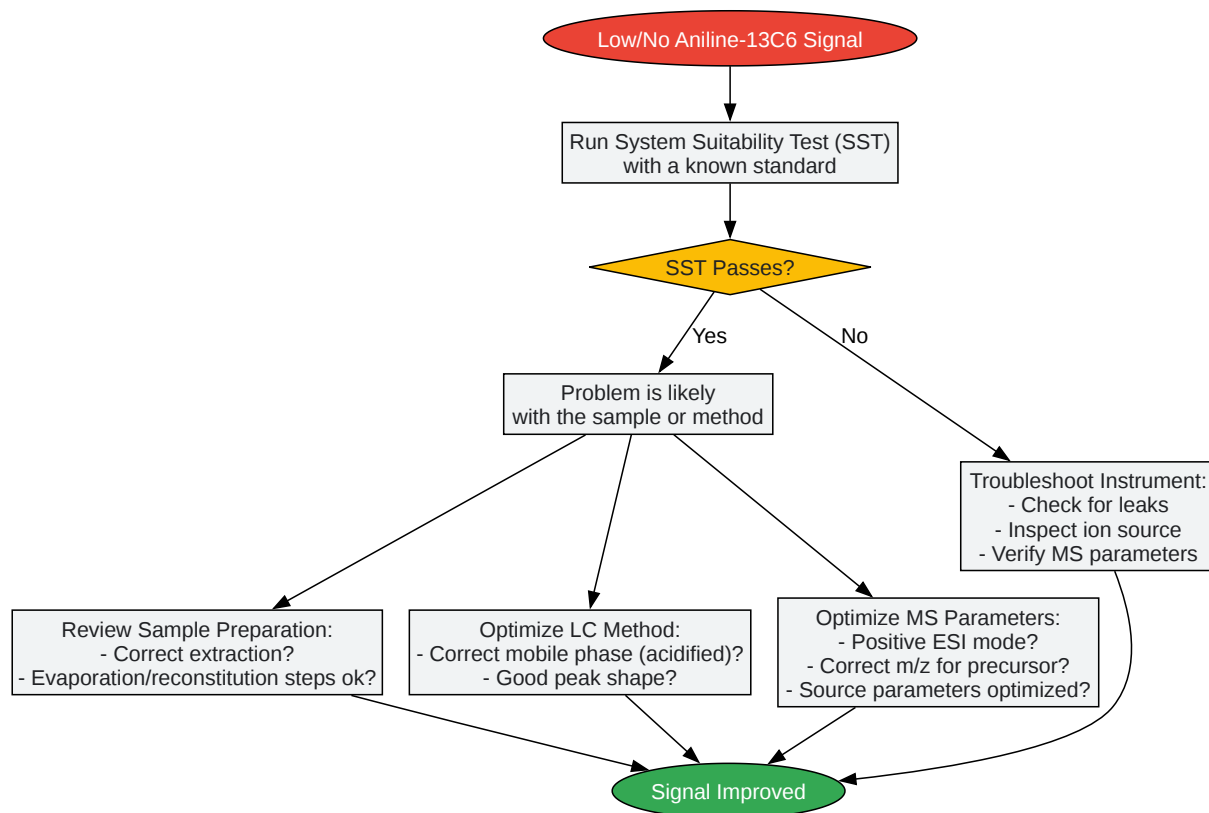 Low/No Aniline-13C6 Signal
Run System Suitability Test (SST)
with a known standard
SST Passes?
Yes
No
Problem is likely
with the sample or method
Troubleshoot Instrument:
- Check for leaks
- Inspect ion source
- Verify MS parameters
Review Sample Preparation:
- Correct extraction?
- Evaporation/reconstitution steps ok?
Optimize LC Method:
- Correct mobile phase (acidified)?
- Good peak shape?
Optimize MS Parameters:
- Positive ESI mode?
- Correct m/z for precursor?
- Source parameters optimized?
Signal Improved